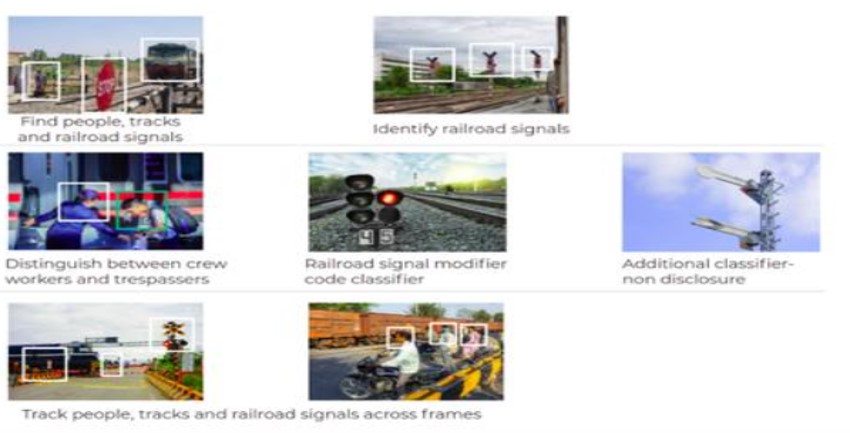 STOP
Find people, tracks
and railroad signals
Identify railroad signals
Distinguish between crew
workers and trespassers
Railroad signal modifier
code classifier
Additional classifier-
non disclosure
Track people, tracks and railroad signals across frames